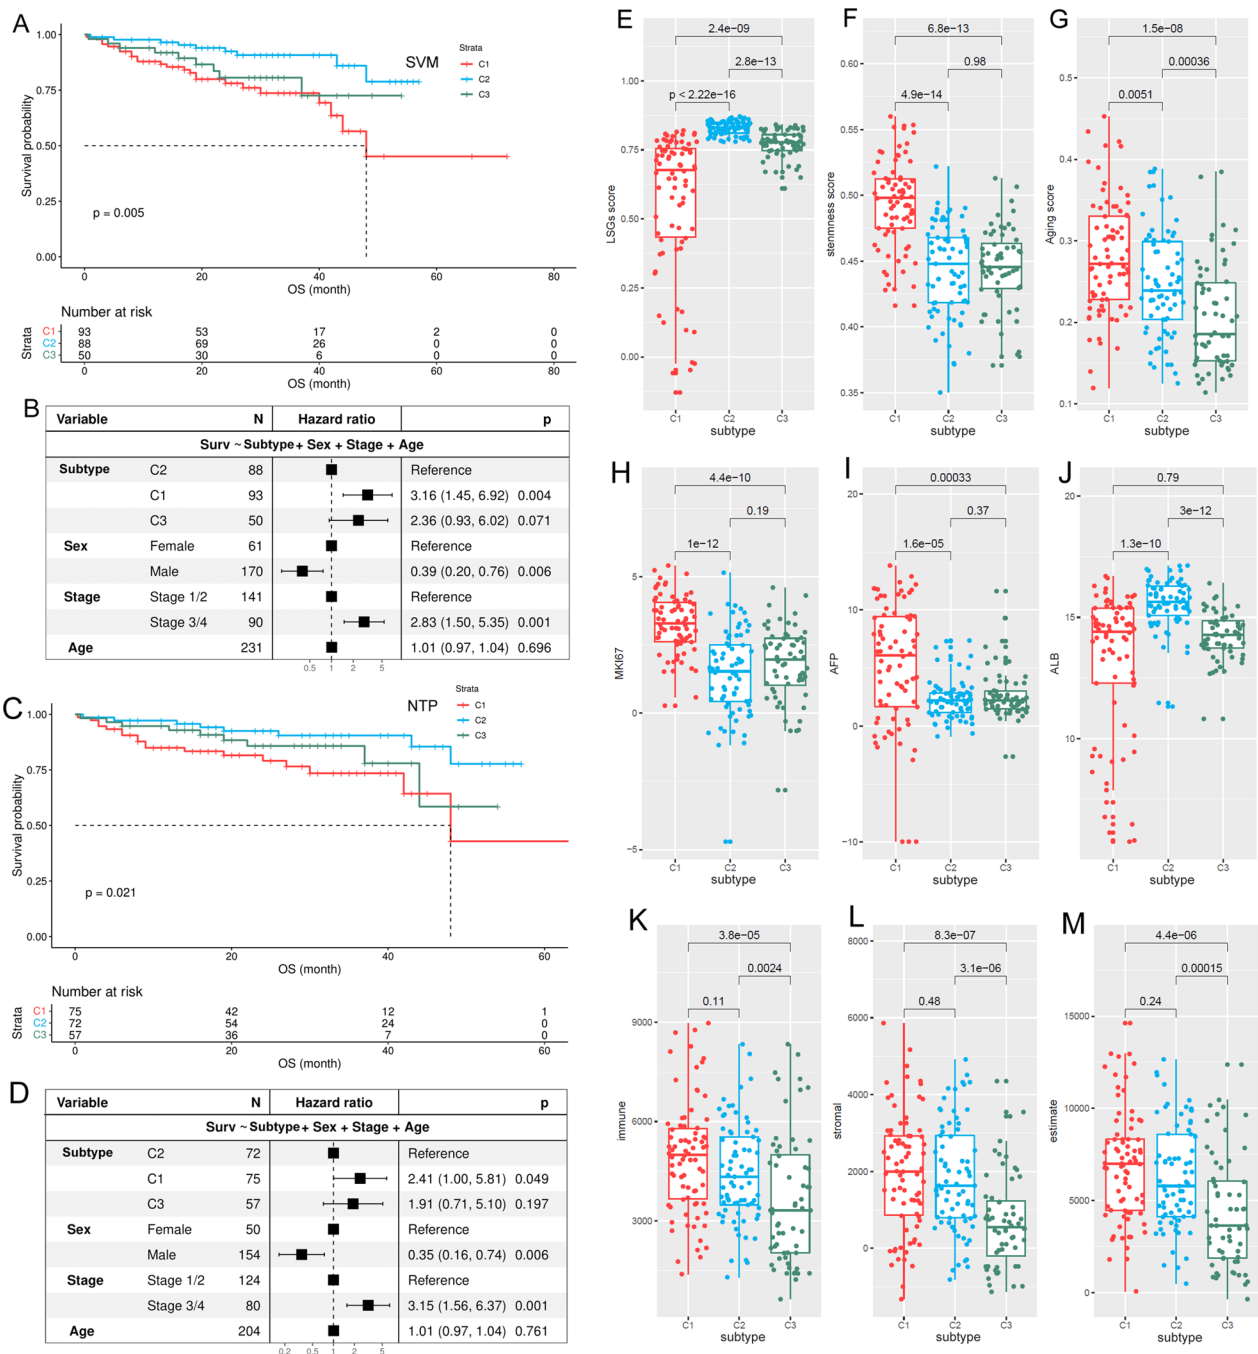 A
1.00
0.75
0.50
0.25
0.00
Survival probability
SVM
Strata
C1
C2
C3
p = 0.005
0 20 40 60 80
OS (month)
Number at risk
Strata
C1 93 53 17 2 0
C2 88 69 26 0 0
C3 50 30 6 0 0
0 20 40 60 80
OS (month)
B
Variable N Hazard ratio p
Surv ~ Subtype + Sex + Stage + Age
Subtype C2 88 Reference
C1 93 3.16 (1.45, 6.92) 0.004
C3 50 2.36 (0.93, 6.02) 0.071
Sex Female 61 Reference
Male 170 0.39 (0.20, 0.76) 0.006
Stage Stage 1/2 141 Reference
Stage 3/4 90 2.83 (1.50, 5.35) 0.001
Age 231 1.01 (0.97, 1.04) 0.696
0.5 1 2 5
C
1.00
0.75
0.50
0.25
0.00
Survival probability
NTP
Strata
C1
C2
C3
p = 0.021
0 20 40 60
OS (month)
Number at risk
Strata
C1 75 42 12 1
C2 72 54 24 0
C3 57 36 7 0
0 20 40 60
OS (month)
D
Variable N Hazard ratio p
Surv ~ Subtype + Sex + Stage + Age
Subtype C2 72 Reference
C1 75 2.41 (1.00, 5.81) 0.049
C3 57 1.91 (0.71, 5.10) 0.197
Sex Female 50 Reference
Male 154 0.35 (0.16, 0.74) 0.006
Stage Stage 1/2 124 Reference
Stage 3/4 80 3.15 (1.56, 6.37) 0.001
Age 204 1.01 (0.97, 1.04) 0.761
0.2 0.5 1 2 5
E
2.4e-09
2.8e-13
p < 2.22e-16
1.00
0.75
0.50
0.25
0.00
LSGs score
C1 C2 C3
subtype
F
6.8e-13
0.98
4.9e-14
0.55
0.50
0.45
0.40
0.35
stenmness score
C1 C2 C3
subtype
G
1.5e-08
0.00036
0.0051
0.5
0.4
0.3
0.2
0.1
Aging score
C1 C2 C3
subtype
H
4.4e-10
0.19
1e-12
5
0
-5
MKI67
C1 C2 C3
subtype
I
0.00033
0.37
1.6e-05
20
10
0
-10
AFP
C1 C2 C3
subtype
J
0.79
3e-12
1.3e-10
20
15
10
ALB
C1 C2 C3
subtype
K
3.8e-05
0.0024
0.11
9000
6000
3000
immune
C1 C2 C3
subtype
L
8.3e-07
3.1e-06
0.48
8000
6000
4000
2000
0
stromal
C1 C2 C3
subtype
M
4.4e-06
0.00015
0.24
15000
10000
5000
0
estimate
C1 C2 C3
subtype